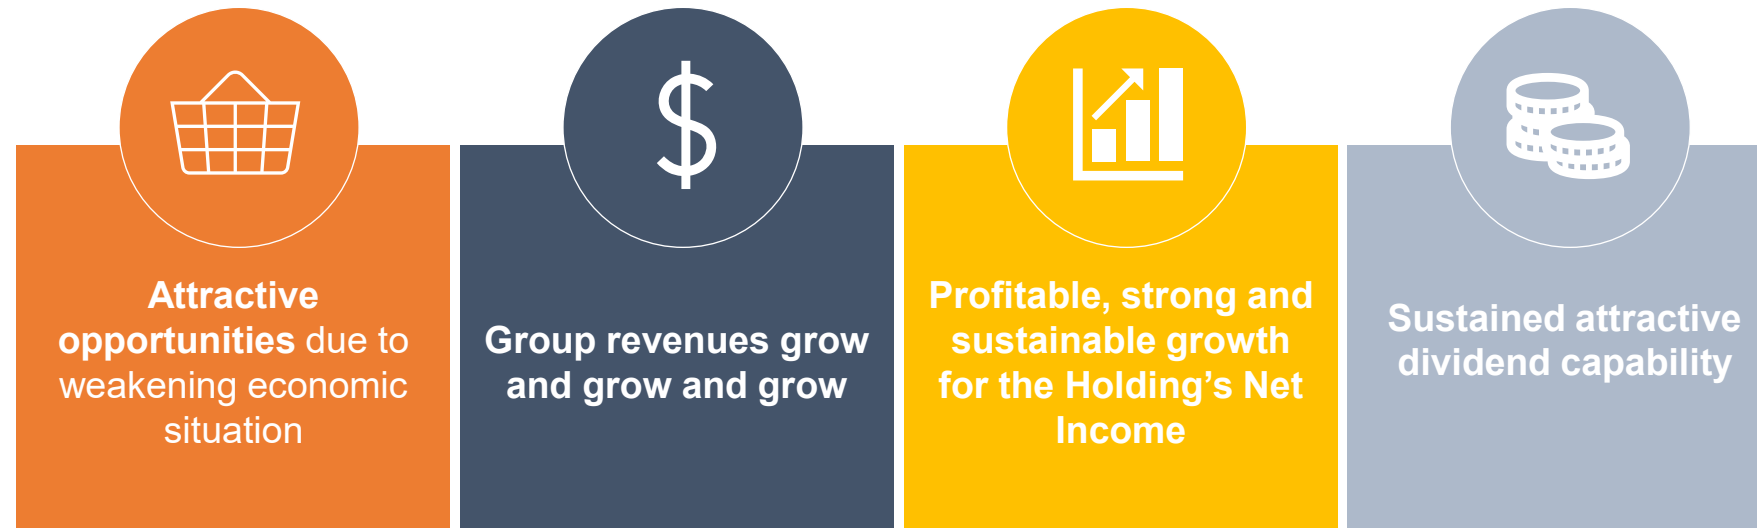 Attractive
opportunities due to
weakening economic
situation
Group revenues grow
and grow and grow
Profitable, strong and
sustainable growth
for the Holding’s Net
Income
Sustained attractive
dividend capability